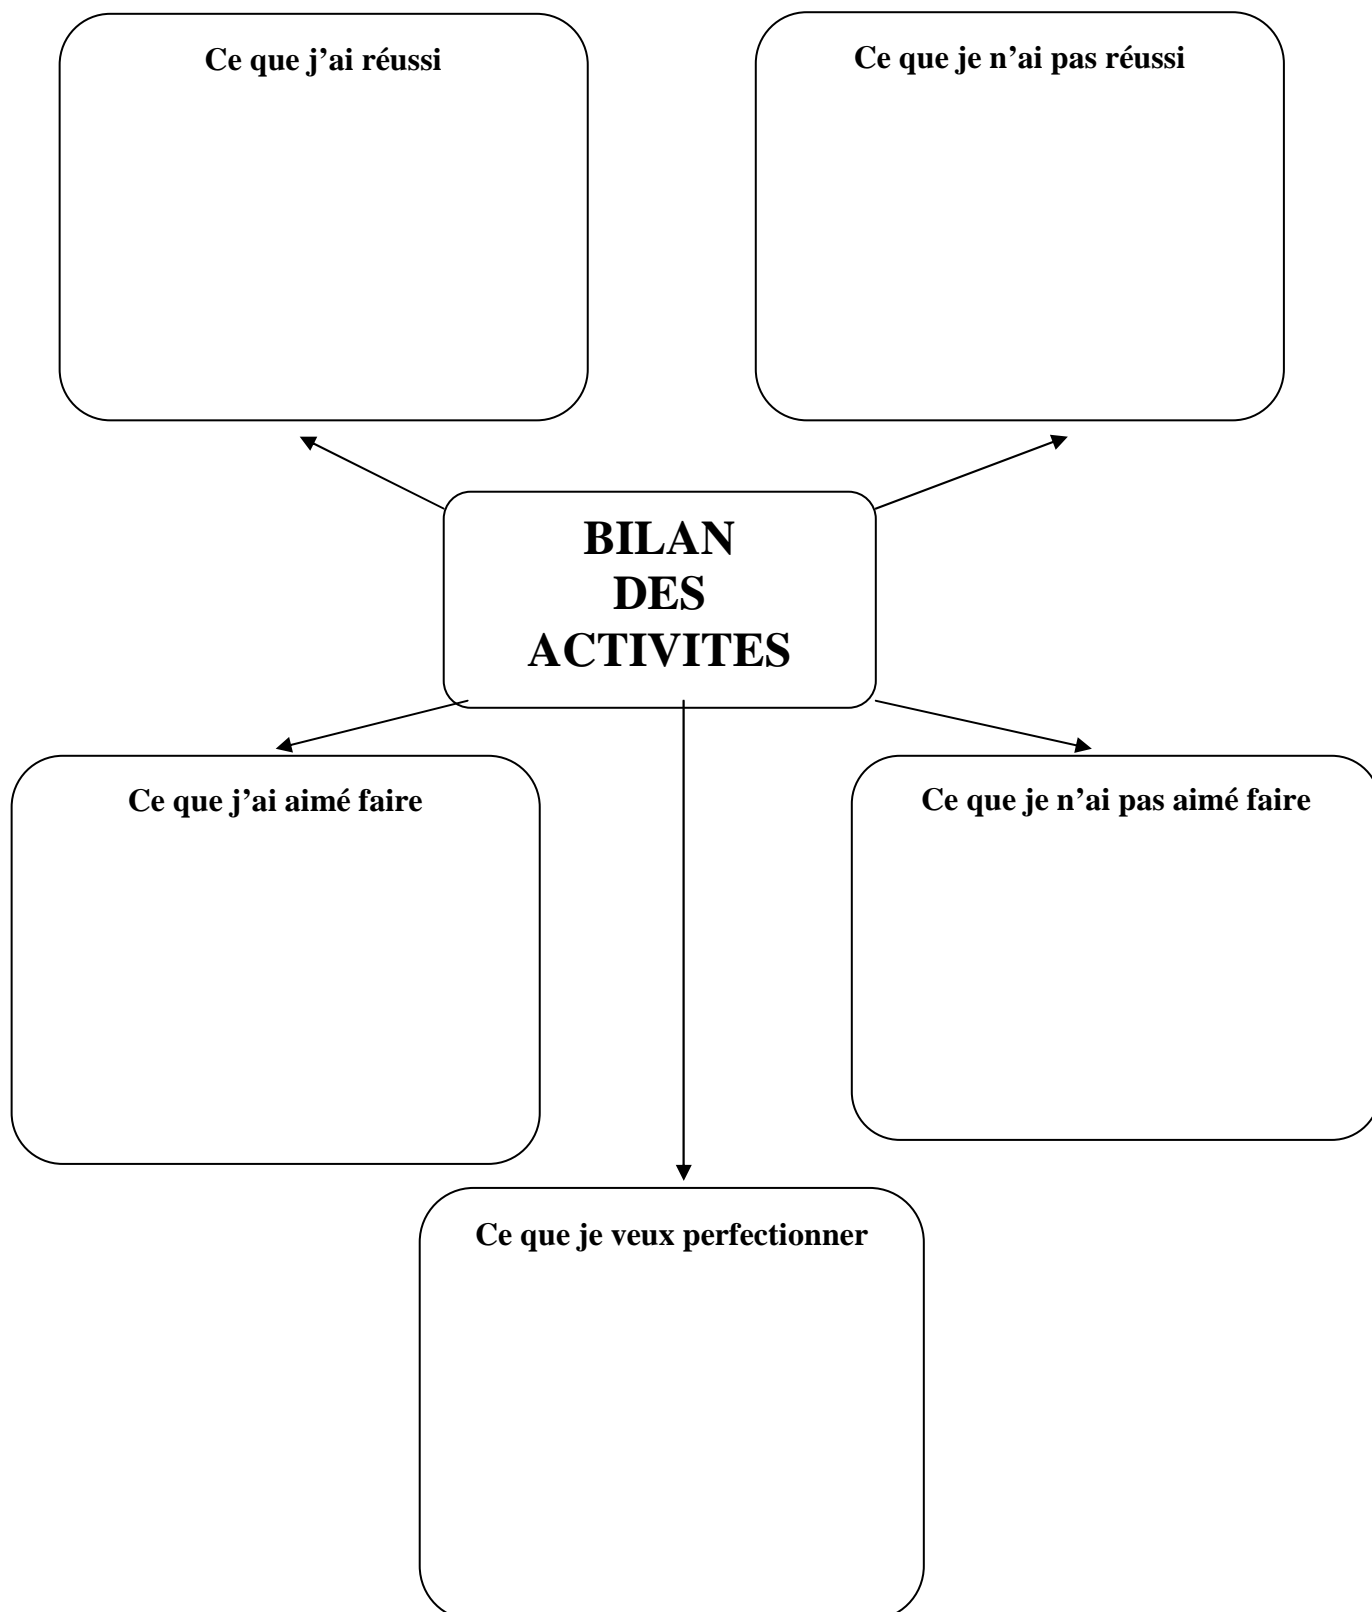 Ce que j’ai réussi
Ce que je n’ai pas réussi
BILAN
DES
ACTIVITES
Ce que j’ai aimé faire
Ce que je n’ai pas aimé faire
Ce que je veux perfectionner